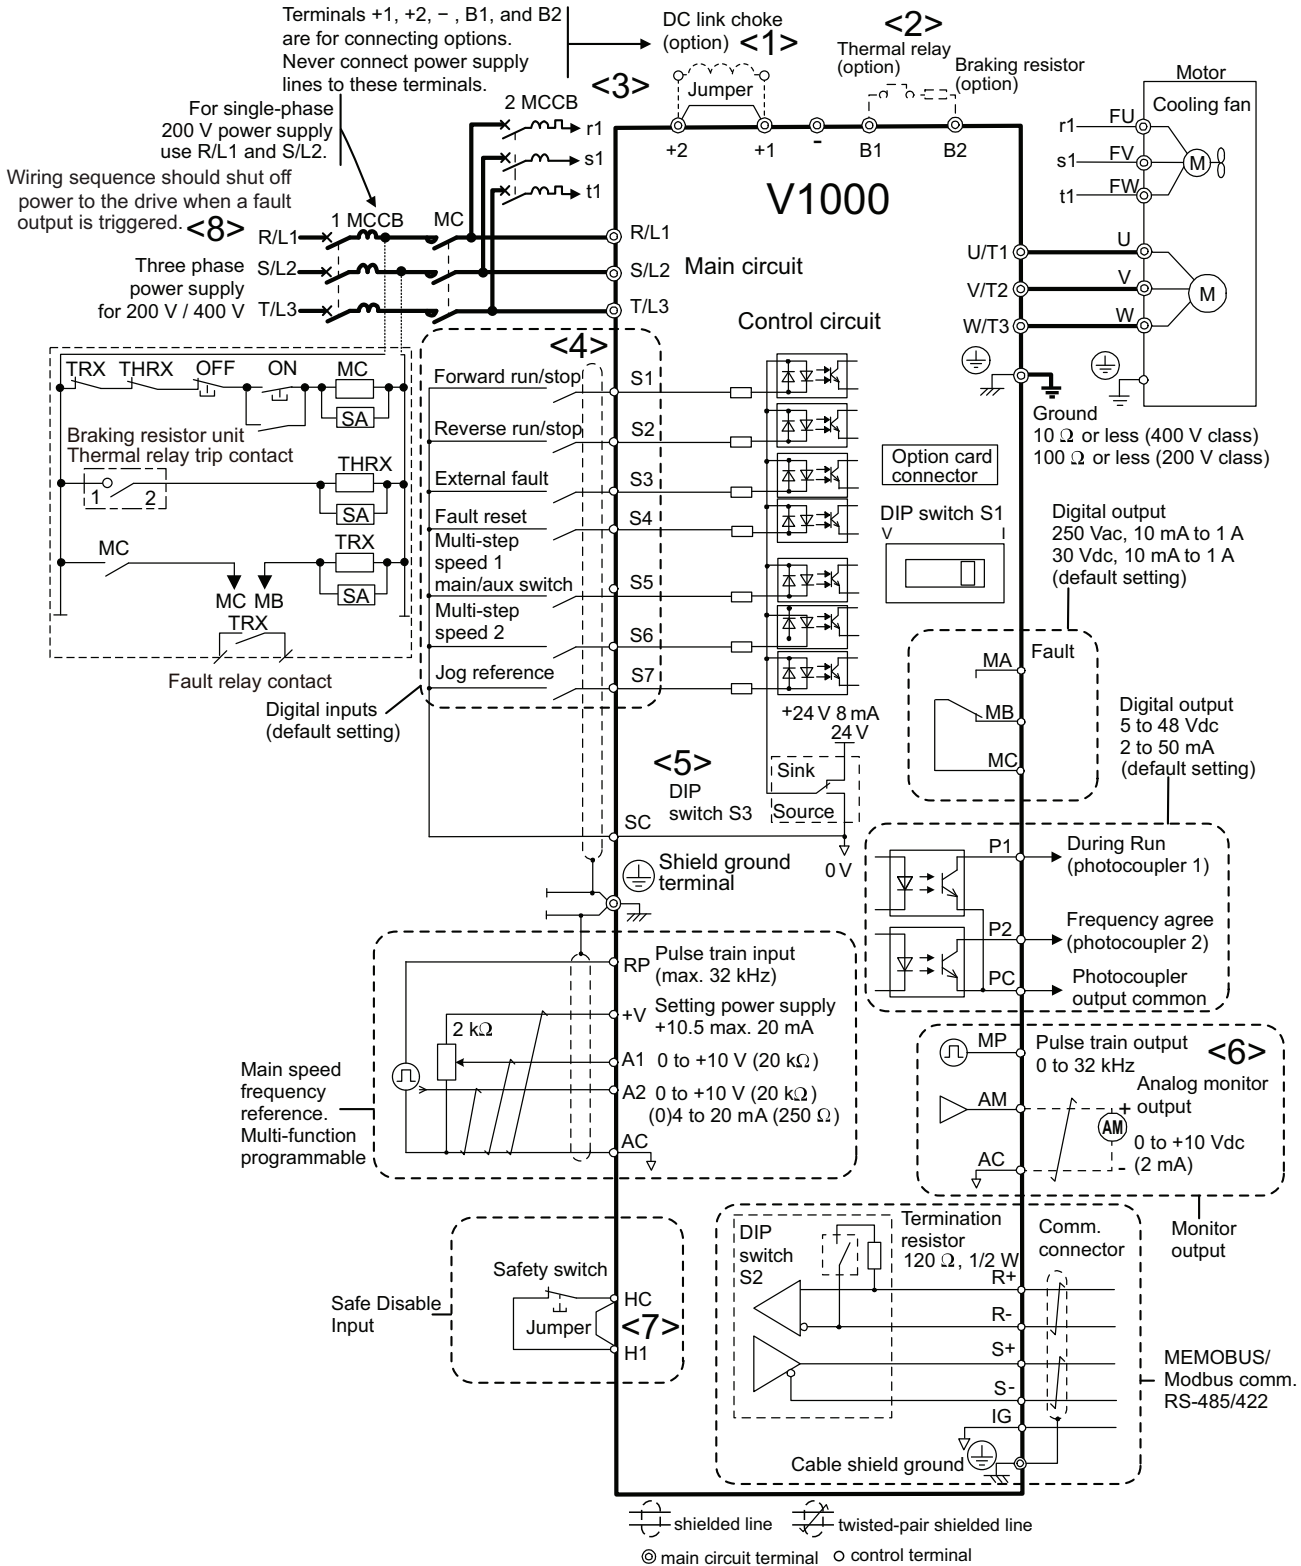 Terminals +1, +2, − , B1, and B2
are for connecting options.
Never connect power supply
lines to these terminals.
DC link choke
(option) <1>
<2>
Thermal relay
(option)
Braking resistor
(option)
<3>
Jumper
+2
+1
-
B1
B2
For single-phase
200 V power supply
use R/L1 and S/L2.
2 MCCB
r1
s1
t1
Wiring sequence should shut off
power to the drive when a fault
output is triggered. <8>
1 MCCB
MC
R/L1
S/L2
T/L3
Three phase
power supply
for 200 V / 400 V
R/L1
S/L2
T/L3
V1000
Main circuit
Control circuit
Motor
Cooling fan
r1
FU
s1
FV
t1
FW
M
U/T1
V/T2
W/T3
U
V
W
M
Ground
10 Ω or less (400 V class)
100 Ω or less (200 V class)
TRX
THRX
OFF
ON
MC
SA
Braking resistor unit
Thermal relay trip contact
1
2
THRX
SA
MC
TRX
SA
MC
MB
TRX
Fault relay contact
<4>
Forward run/stop
S1
Reverse run/stop
S2
External fault
S3
Fault reset
S4
Multi-step
speed 1
main/aux switch
S5
Multi-step
speed 2
S6
Jog reference
S7
Digital inputs
(default setting)
Option card
connector
DIP switch S1
V
I
+24 V 8 mA
24 V
<5>
DIP
switch S3
Sink
Source
SC
0 V
Shield ground
terminal
Digital output
250 Vac, 10 mA to 1 A
30 Vdc, 10 mA to 1 A
(default setting)
Fault
MA
MB
MC
Digital output
5 to 48 Vdc
2 to 50 mA
(default setting)
P1
During Run
(photocoupler 1)
P2
Frequency agree
(photocoupler 2)
PC
Photocoupler
output common
RP
Pulse train input
(max. 32 kHz)
+V
Setting power supply
+10.5 max. 20 mA
2 kΩ
A1
0 to +10 V (20 kΩ)
A2
0 to +10 V (20 kΩ)
(0)4 to 20 mA (250 Ω)
AC
Main speed
frequency
reference.
Multi-function
programmable
MP
Pulse train output
0 to 32 kHz
<6>
Analog monitor
output
AM
+
AM
0 to +10 Vdc
(2 mA)
AC
-
Monitor
output
Safe Disable
Input
Safety switch
Jumper
HC
<7>
H1
DIP
switch
S2
Termination
resistor
120 Ω, 1/2 W
Comm.
connector
R+
R-
S+
S-
IG
MEMOBUS/
Modbus comm.
RS-485/422
Cable shield ground
shielded line
twisted-pair shielded line
main circuit terminal
control terminal